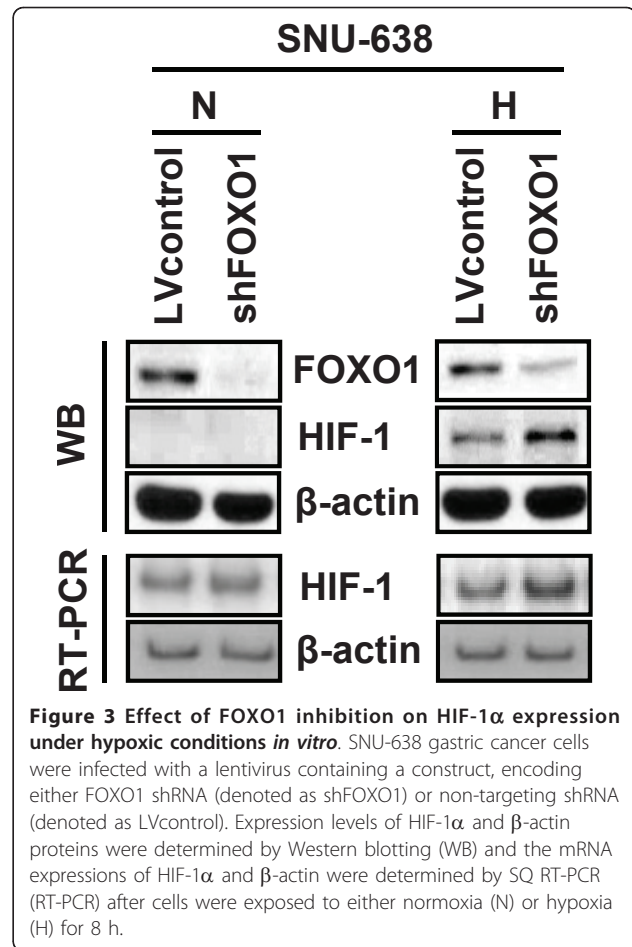 SNU-638
N H
LVcontrol shFOXO1 LVcontrol shFOXO1
WB
FOXO1
HIF-1
β-actin
RT-PCR
HIF-1
β-actin
Figure 3 Effect of FOXO1 inhibition on HIF-1α expression
under hypoxic conditions in vitro. SNU-638 gastric cancer cells
were infected with a lentivirus containing a construct, encoding
either FOXO1 shRNA (denoted as shFOXO1) or non-targeting shRNA
(denoted as LVcontrol). Expression levels of HIF-1α and β-actin
proteins were determined by Western blotting (WB) and the mRNA
expressions of HIF-1α and β-actin were determined by SQ RT-PCR
(RT-PCR) after cells were exposed to either normoxia (N) or hypoxia
(H) for 8 h.